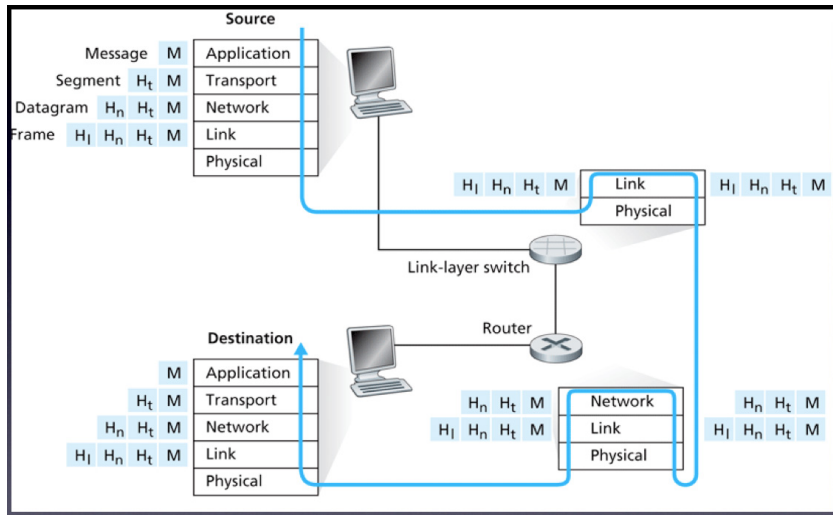 Source
Message M Application
Segment Ht M Transport
Datagram Hn Ht M Network
Frame Hl Hn Ht M Link
Physical
Hl Hn Ht M Link Hl Hn Ht M
Physical
Link-layer switch
Router
Destination
M Application
Ht M Transport
Hn Ht M Network
Hl Hn Ht M Link
Physical
Hn Ht M Network Hn Ht M
Hl Hn Ht M Link Hl Hn Ht M
Physical